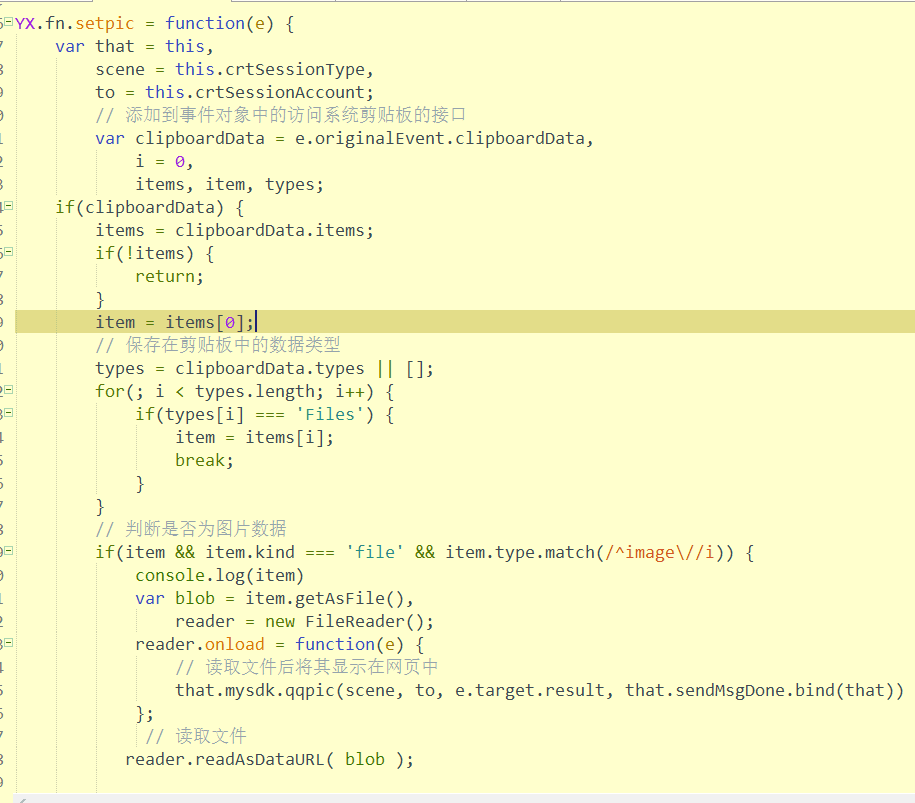 YX.fn.setpic = function(e) {
var that = this,
scene = this.crtSessionType,
to = this.crtSessionAccount;
// 添加到事件对象中的访问系统剪贴板的接口
var clipboardData = e.originalEvent.clipboardData,
i = 0,
items, item, types;
if(clipboardData) {
items = clipboardData.items;
if(!items) {
return;
}
item = items[0];
// 保存在剪贴板中的数据类型
types = clipboardData.types || [];
for(; i < types.length; i++) {
if(types[i] === 'Files') {
item = items[i];
break;
}
}
// 判断是否为图片数据
if(item && item.kind === 'file' && item.type.match(/^image\//i)) {
console.log(item)
var blob = item.getAsFile(),
reader = new FileReader();
reader.onload = function(e) {
// 读取文件后将其显示在网页中
that.mysdk.qqpic(scene, to, e.target.result, that.sendMsgDone.bind(that))
};
// 读取文件
reader.readAsDataURL( blob );